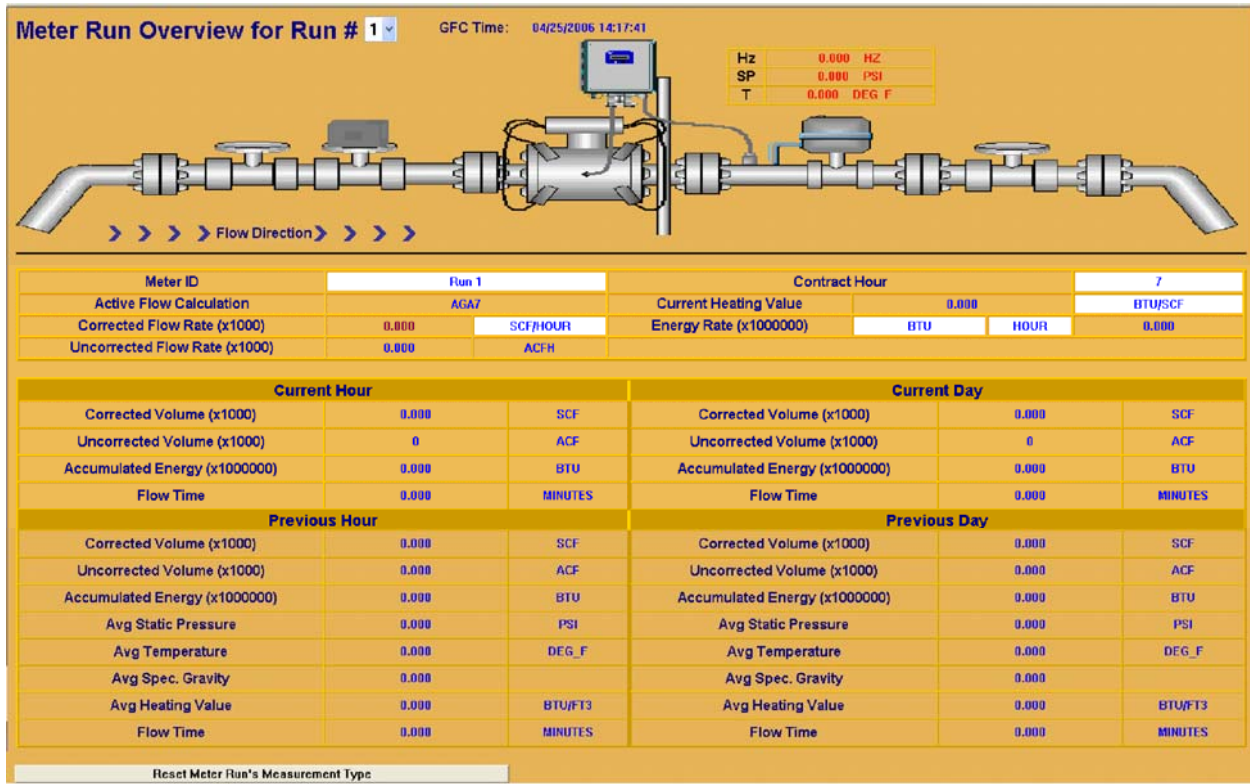 Meter Run Overview for Run # 1
GFC Time: 04/25/2006 14:17:41
Hz 0.000 HZ
SP 0.000 PSI
T 0.000 DEG F
Flow Direction
Meter ID Run 1 Contract Hour 7
Active Flow Calculation AGA7 Current Heating Value 0.000 BTU/SCF
Corrected Flow Rate (x1000) 0.000 SCF/HOUR Energy Rate (x1000000) BTU HOUR 0.000
Uncorrected Flow Rate (x1000) 0.000 ACFH
Current Hour Current Day
Corrected Volume (x1000) 0.000 SCF Corrected Volume (x1000) 0.000 SCF
Uncorrected Volume (x1000) 0 ACF Uncorrected Volume (x1000) 0 ACF
Accumulated Energy (x1000000) 0.000 BTU Accumulated Energy (x1000000) 0.000 BTU
Flow Time 0.000 MINUTES Flow Time 0.000 MINUTES
Previous Hour Previous Day
Corrected Volume (x1000) 0.000 SCF Corrected Volume (x1000) 0.000 SCF
Uncorrected Volume (x1000) 0.000 ACF Uncorrected Volume (x1000) 0.000 ACF
Accumulated Energy (x1000000) 0.000 BTU Accumulated Energy (x1000000) 0.000 BTU
Avg Static Pressure 0.000 PSI Avg Static Pressure 0.000 PSI
Avg Temperature 0.000 DEG_F Avg Temperature 0.000 DEG_F
Avg Spec. Gravity 0.000 Avg Spec. Gravity 0.000
Avg Heating Value 0.000 BTU/FT3 Avg Heating Value 0.000 BTU/FT3
Flow Time 0.000 MINUTES Flow Time 0.000 MINUTES
Reset Meter Run's Measurement Type